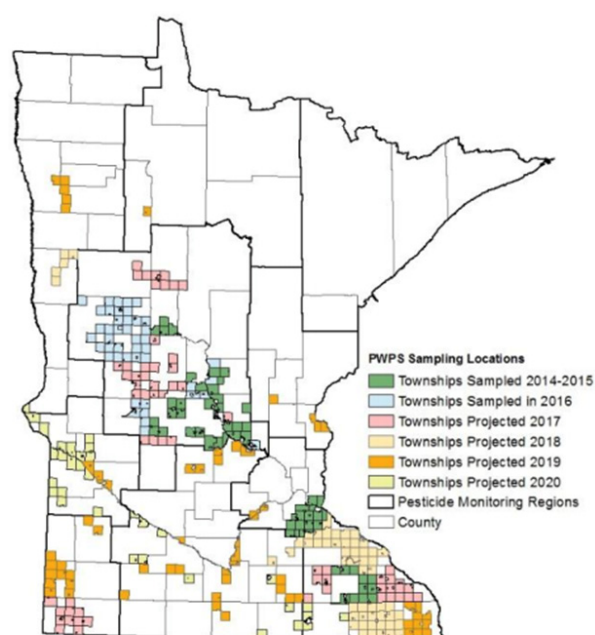 PWPS Sampling Locations
Townships Sampled 2014-2015
Townships Sampled in 2016
Townships Projected 2017
Townships Projected 2018
Townships Projected 2019
Townships Projected 2020
Pesticide Monitoring Regions
County